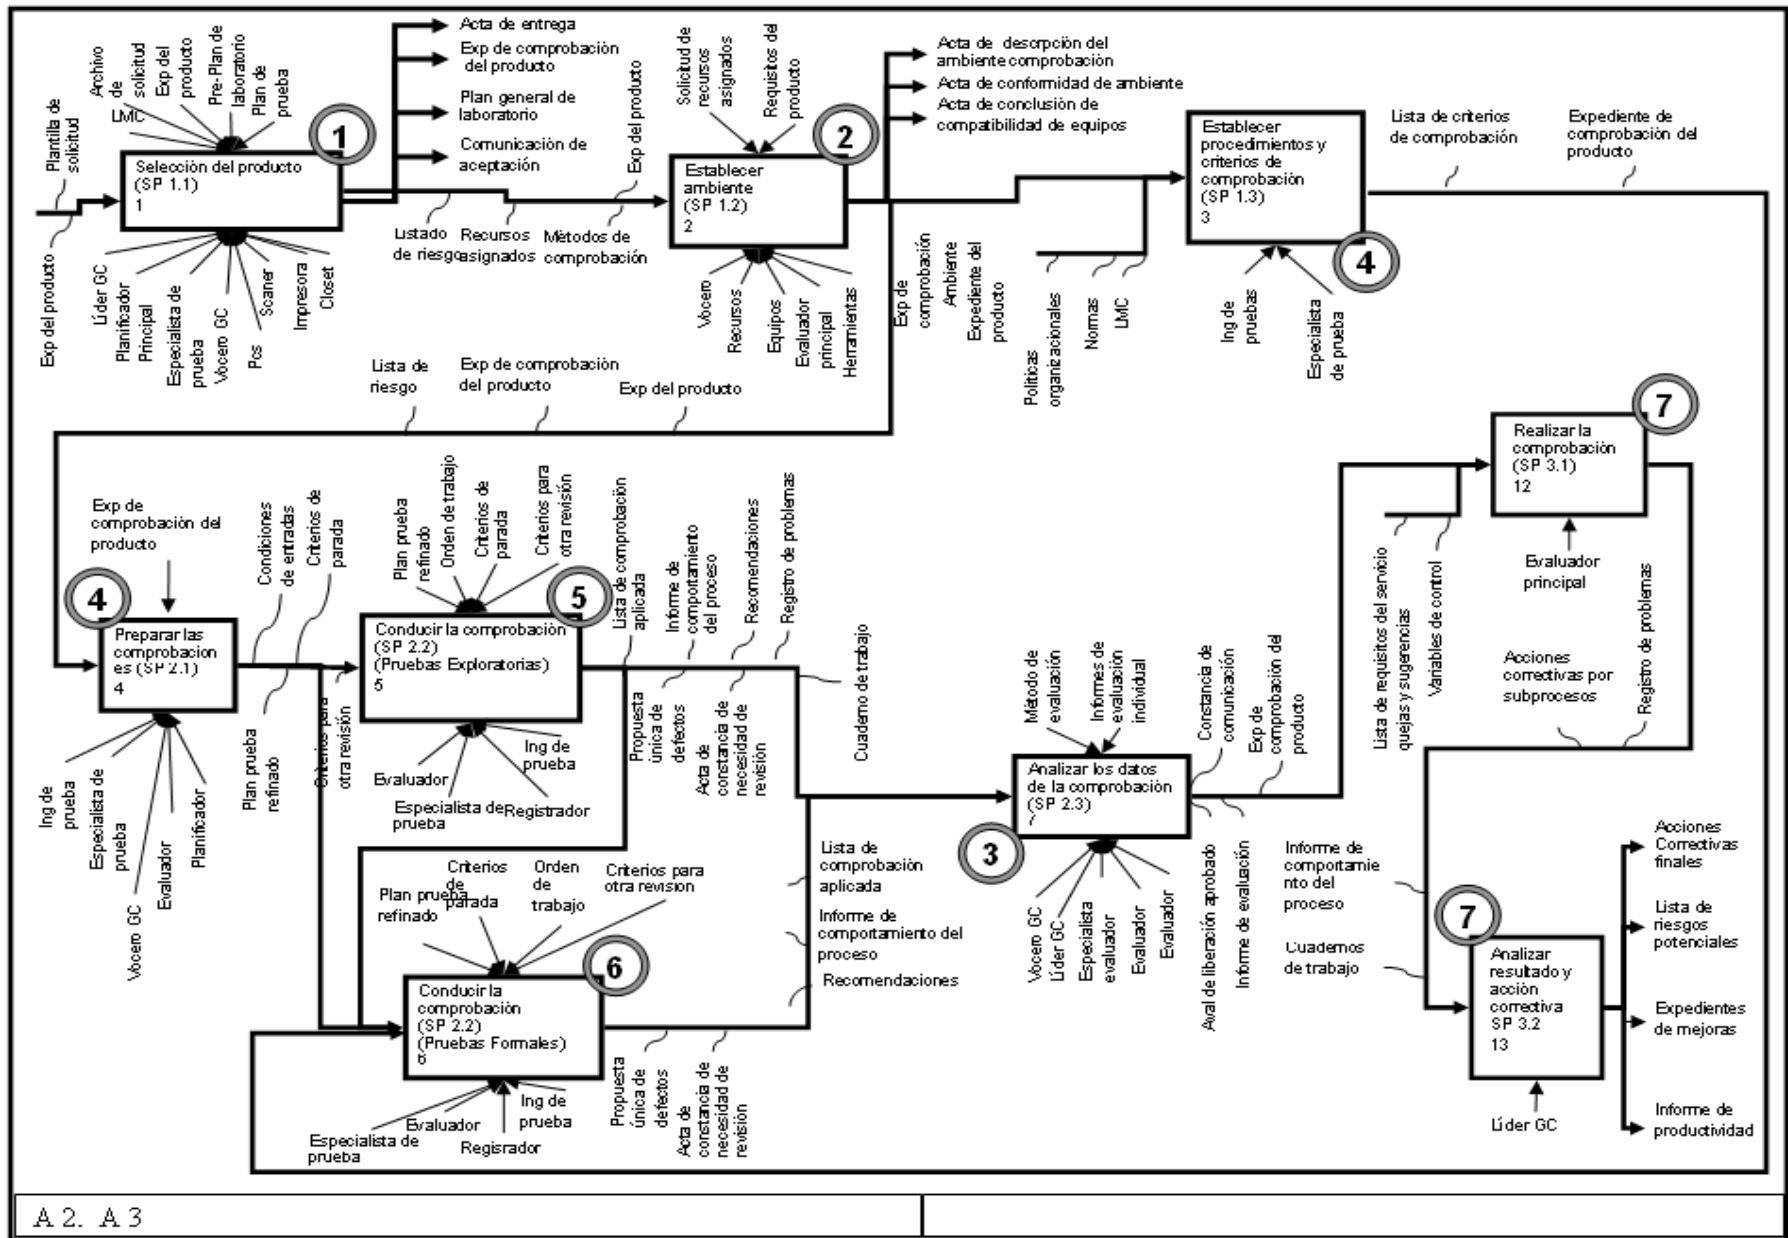 Plantilla de
solicitud
LMC
Archivo
de
solicitud
Exp del
producto
Pre-Plan de
laboratorio
Plan de
prueba
1
Selección del producto
(SP 1.1)
1
Exp del producto
Líder GC
Planificador
Principal
Especialista de
prueba
Vocero GC
Pcs
Scaner
Impresora
Closet
Acta de entrega
Exp de comprobación
del producto
Plan general de
laboratorio
Comunicación de
aceptación
Listado
de riesgo
Recursos
asignados
Métodos de
comprobación
Exp del producto
Solicitud de
recursos
asignados
Requisitos del
producto
2
Establecer
ambiente
(SP 1.2)
2
Vocero
Recursos
Equipos
Evaluador
principal
Herramientas
Acta de descrpción del
ambiente comprobación
Acta de conformidad de ambiente
Acta de conclusión de
compatibilidad de equipos
Exp de
comprobación
Ambiente
Expediente del
producto
Políticas
organizacionales
Normas
LMC
Establecer
procedimientos y
criterios de
comprobación
(SP 1.3)
3
4
Ing de
pruebas
Especialista
de prueba
Lista de criterios
de comprobación
Expediente de
comprobación del
producto
Lista de
riesgo
Exp de comprobación
del producto
Exp del producto
Exp de
comprobación del
producto
4
Preparar las
comprobacion
es (SP 2.1)
4
Ing de
prueba
Especialista de
prueba
Vocero GC
Evaluador
Planificador
Condiciones
de entradas
Criterios de
parada
Plan prueba
refinado
Criterios para
otra revisión
Plan prueba
refinado
Orden de trabajo
Criterios de
parada
Criterios para
otra revisión
5
Conducir la comprobación
(SP 2.2)
(Pruebas Exploratorias)
5
Evaluador
Especialista de
prueba
Registrador
Ing de
prueba
Lista de comprobación
aplicada
Informe de
comportamiento
del proceso
Recomendaciones
Registro de problemas
Propuesta
única de
defectos
Acta de
constancia de
necesidad de
revisión
Cuaderno de trabajo
Plan prueba
refinado
Criterios
de
parada
Orden
de
trabajo
Criterios para
otra revisión
6
Conducir la
comprobación
(SP 2.2)
(Pruebas Formales)
6
Especialista de
prueba
Evaluador
Regisrador
Ing de
prueba
Propuesta
única de
defectos
Acta de
constancia de
necesidad de
revisión
Lista de
comprobación
aplicada
Informe de
comportamiento del
proceso
Recomendaciones
Método de
evaluación
Informes de
evaluación
individual
Analizar los datos
de la comprobación
(SP 2.3)
7
3
Vocero GC
Líder GC
Especialista
evaluador
Evaluador
Evaluador
Constancia de
comunicación
Exp de
comprobación del
producto
Aval de liberación aprobado
Informe de evaluación
Lista de requisitos del servicio
quejas y sugerencias
Variables de control
7
Realizar la
comprobación
(SP 3.1)
12
Evaluador
principal
Acciones
correctivas por
subprocesos
Registro de problemas
Informe de
comportamie
nto del
proceso
Cuadernos
de trabajo
7
Analizar
resultado y
acción
correctiva
SP 3.2
13
Líder GC
Acciones
Correctivas
finales
Lista de
riesgos
potenciales
Expedientes
de mejoras
Informe de
productividad
A 2. A 3